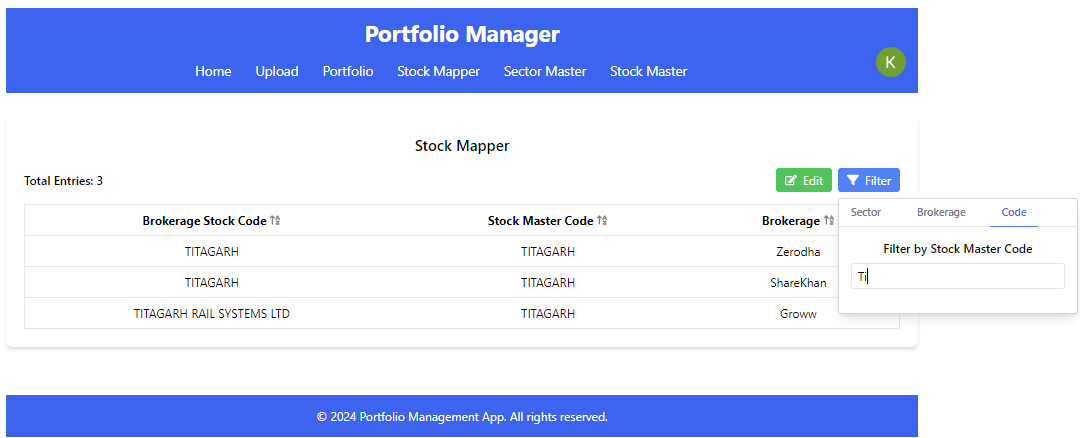 Portfolio Manager
Home Upload Portfolio Stock Mapper Sector Master Stock Master
K
Stock Mapper
Total Entries: 3
Edit Filter
Sector Brokerage Code
Filter by Stock Master Code
Ti
Brokerage Stock Code Stock Master Code Brokerage
TITAGARH TITAGARH Zerodha
TITAGARH TITAGARH ShareKhan
TITAGARH RAIL SYSTEMS LTD TITAGARH Groww
© 2024 Portfolio Management App. All rights reserved.